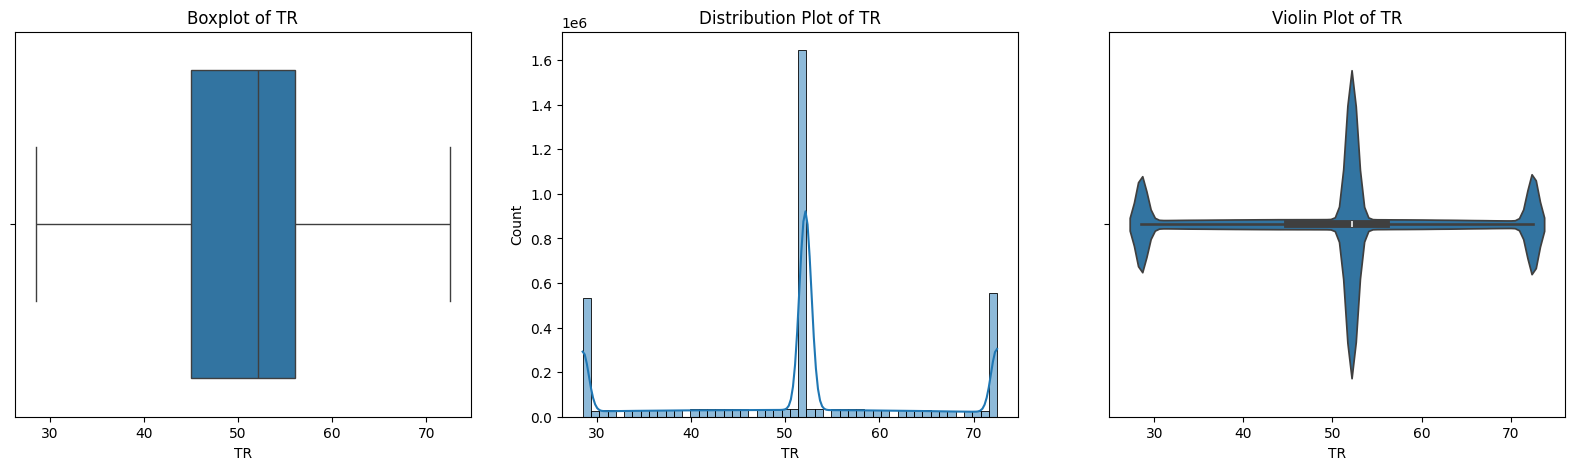 Boxplot of TR
30 40 50 60 70
TR
Distribution Plot of TR
1e6
1.6
1.4
1.2
1.0
0.8
0.6
0.4
0.2
0.0
Count
30 40 50 60 70
TR
Violin Plot of TR
30 40 50 60 70
TR